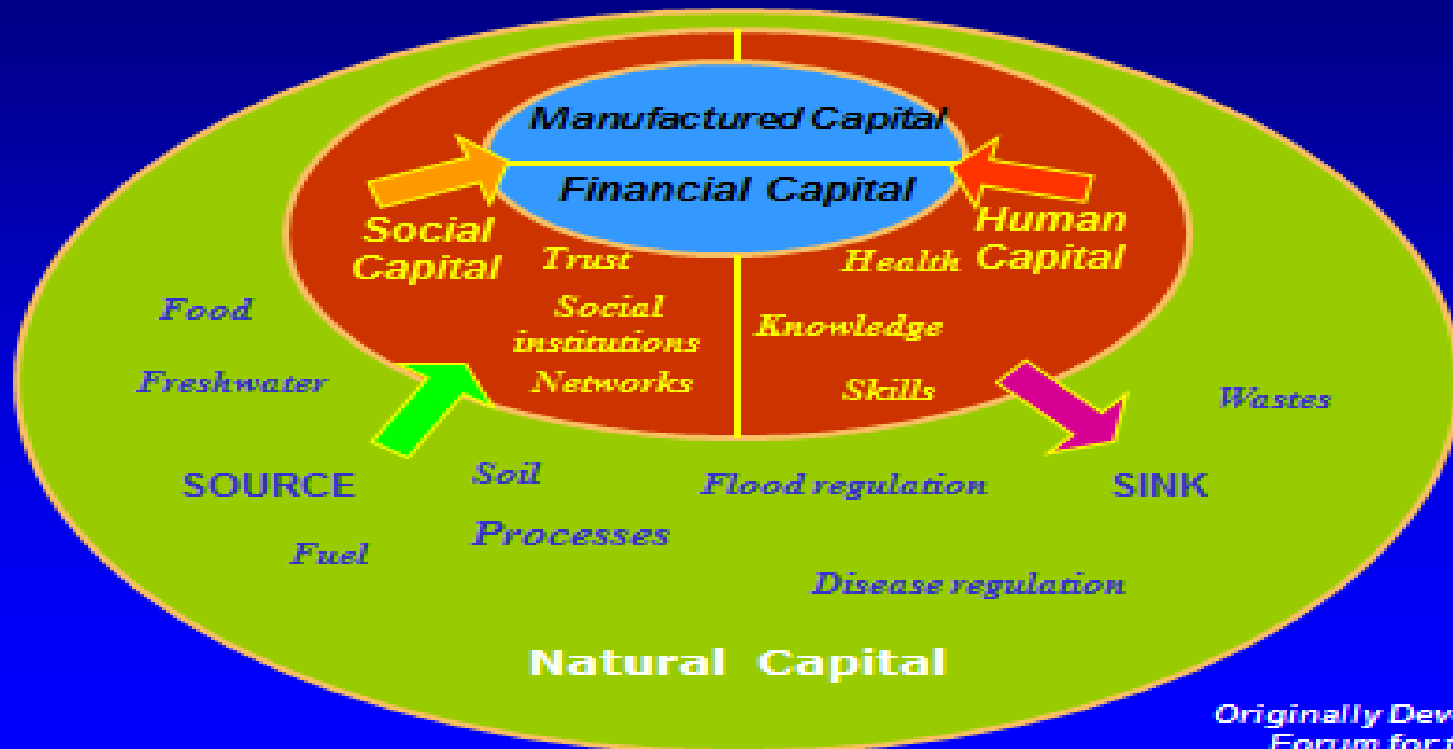 Manufactured Capital
Financial Capital
Social
Capital
Human
Capital
Trust
Health
Social
institutions
Knowledge
Networks
Skills
Food
Freshwater
Wastes
SOURCE
Soil
Flood regulation
SINK
Processes
Fuel
Disease regulation
Natural Capital
Originally Dev
Forum for